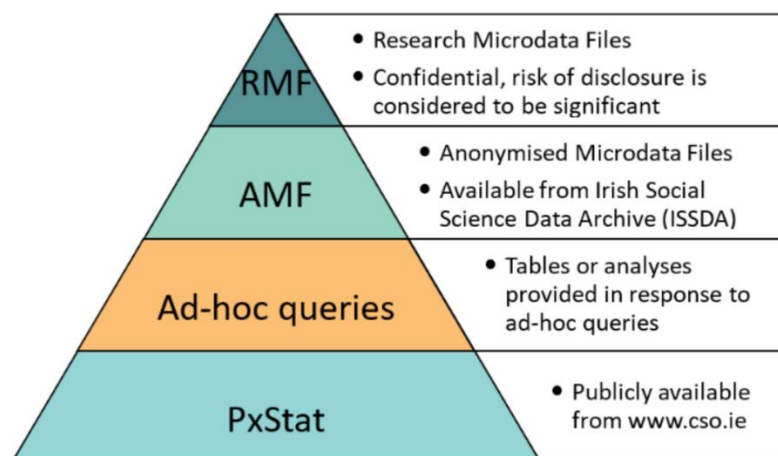 RMF
• Research Microdata Files
• Confidential, risk of disclosure is
considered to be significant
AMF
• Anonymised Microdata Files
• Available from Irish Social
Science Data Archive (ISSDA)
Ad-hoc queries
• Tables or analyses
provided in response to
ad-hoc queries
PxStat
• Publicly available
from www.cso.ie